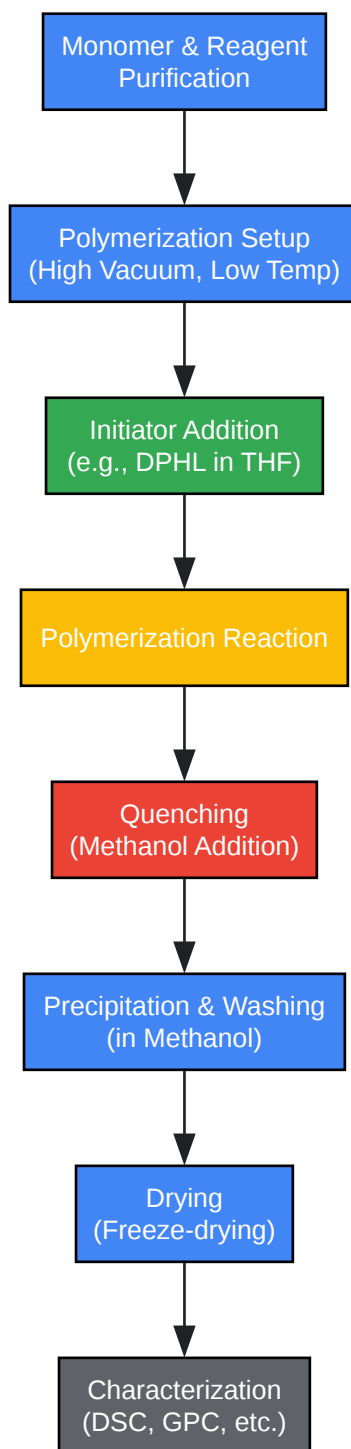 Monomer & Reagent
Purification
Polymerization Setup
(High Vacuum, Low Temp)
Initiator Addition
(e.g., DPHL in THF)
Polymerization Reaction
Quenching
(Methanol Addition)
Precipitation & Washing
(in Methanol)
Drying
(Freeze-drying)
Characterization
(DSC, GPC, etc.)